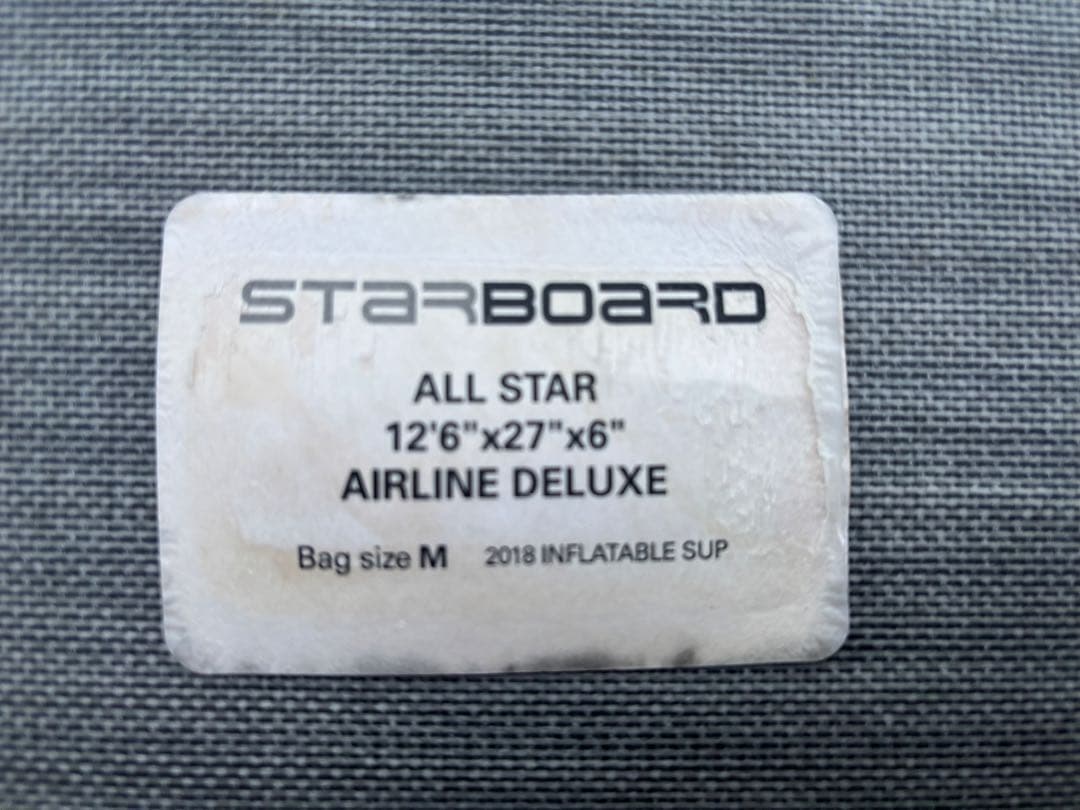 STARBOARD
ALL STAR
12'6"x27"x6"
AIRLINE DELUXE
Bag size M 2018 INFLATABLE SUP